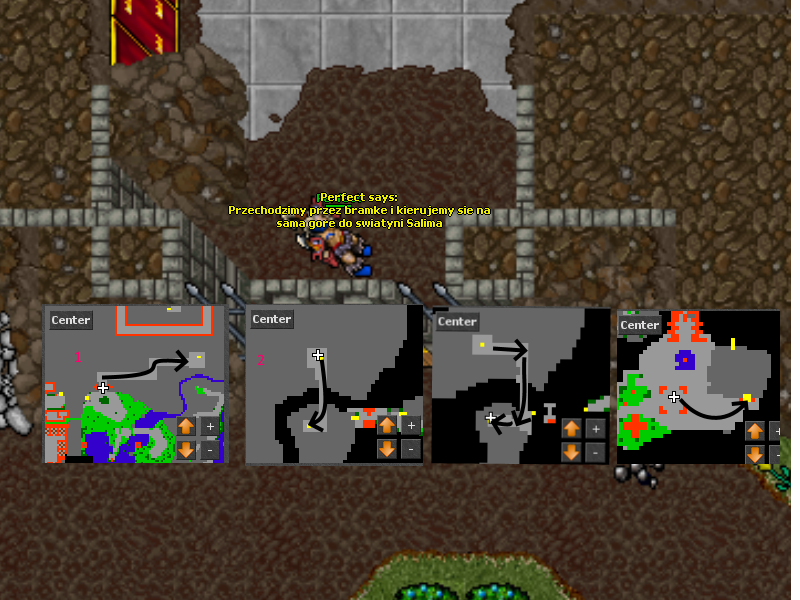 Perfect says:
Przechodzimy przez bramke i kierujemy sie na
sama gore do swiatyni Salima
Center
1
+
-
Center
2
+
-
Center
+
-
Center
+
-